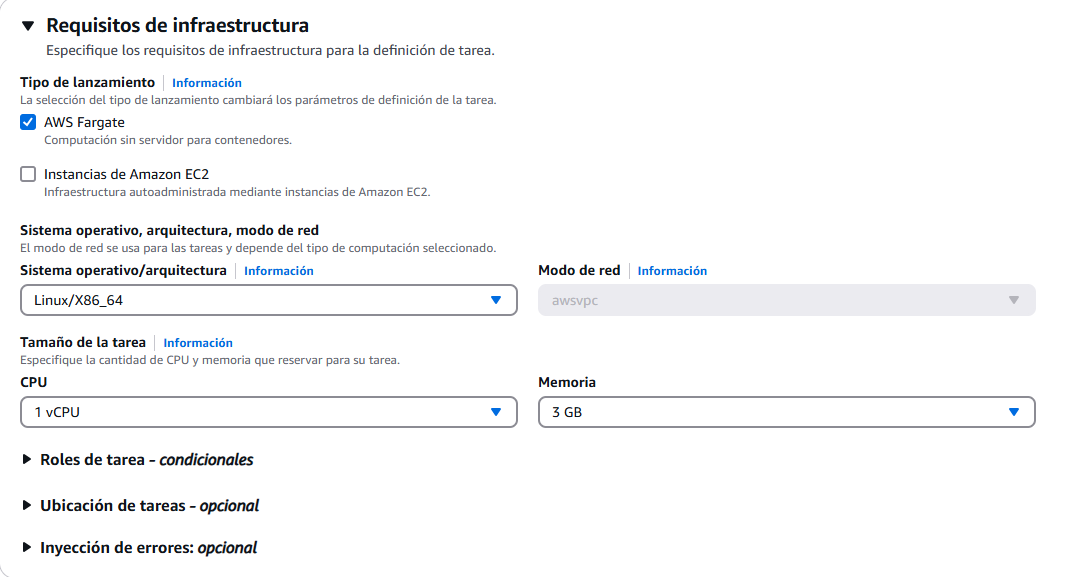 Requisitos de infraestructura
Especifique los requisitos de infraestructura para la definición de tarea.
Tipo de lanzamiento Información
La selección del tipo de lanzamiento cambiará los parámetros de definición de la tarea.
AWS Fargate
Computación sin servidor para contenedores.
Instancias de Amazon EC2
Infraestructura autoadministrada mediante instancias de Amazon EC2.
Sistema operativo, arquitectura, modo de red
El modo de red se usa para las tareas y depende del tipo de computación seleccionado.
Sistema operativo/arquitectura Información
Modo de red Información
Linux/X86_64
awsvpc
Tamaño de la tarea Información
Especifique la cantidad de CPU y memoria que reservar para su tarea.
CPU
Memoria
1 vCPU
3 GB
Roles de tarea - condicionales
Ubicación de tareas - opcional
Inyección de errores: opcional